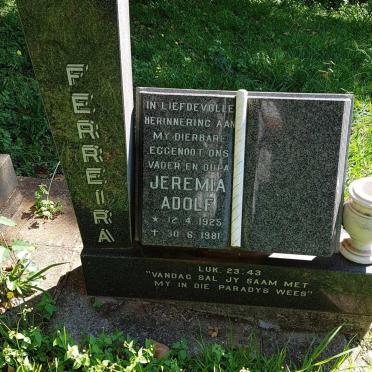 FERREIRA
IN LIEFDEVOLLE
HERINNERING AAN
MY DIERBARE
EGGENOOT ONS
VADER EN OUPA
JEREMIA
ADOLF
* 12.4.1925
+ 30.6.1981
LUK. 23.43
"VANDAG SAL JY SAAM MET
MY IN DIE PARADYS WEES"